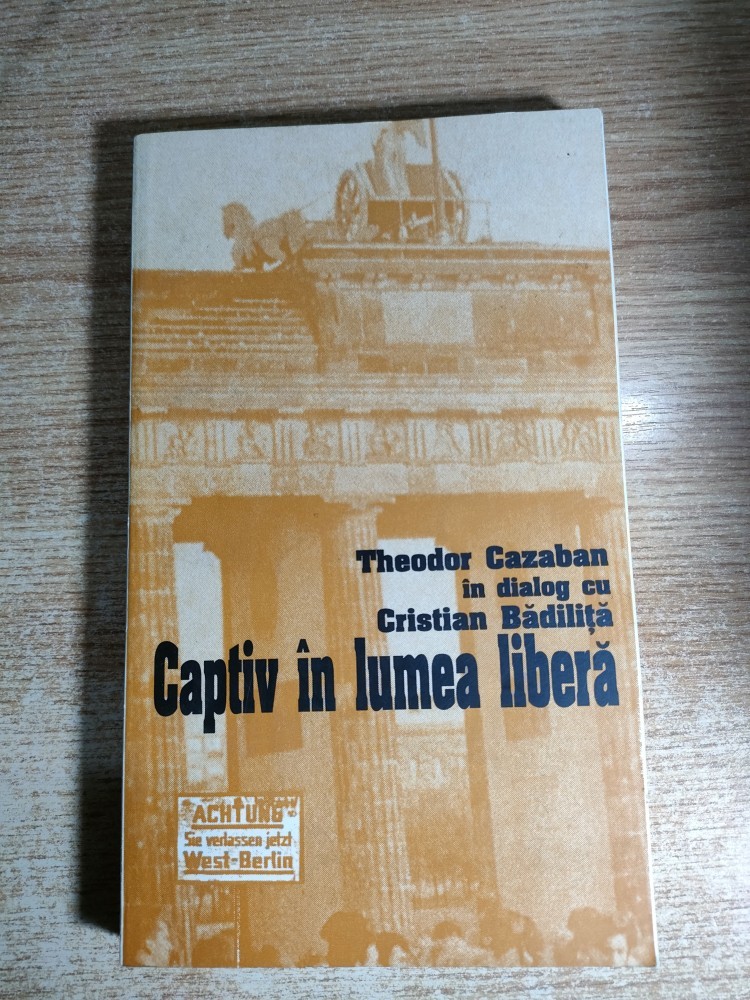 Theodor Cazaban
în dialog cu
Cristian Bădiliță
Captiv în lumea liberă
ACHTUNG
Sie verlassen jetzt
West-Berlin